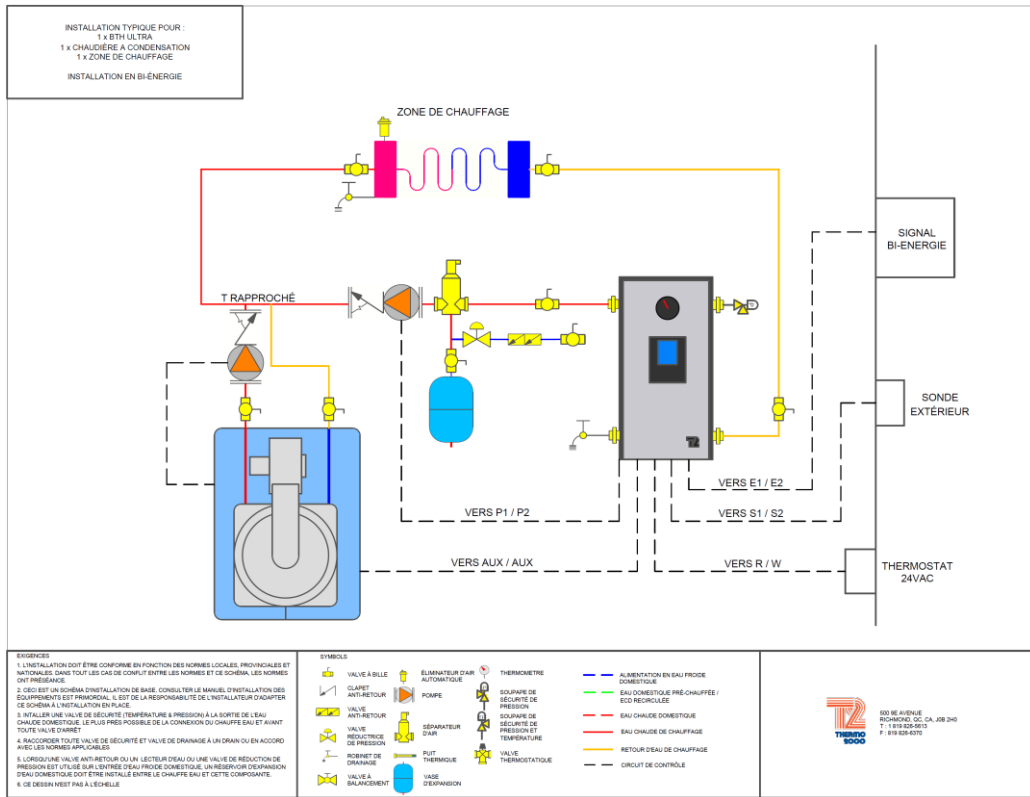 INSTALLATION TYPIQUE POUR :
1 x BTH ULTRA
1 x CHAUDIÈRE A CONDENSATION
1 x ZONE DE CHAUFFAGE
INSTALLATION EN BI-ÉNERGIE
ZONE DE CHAUFFAGE
SIGNAL
BI-ENERGIE
T RAPPROCHÉ
SONDE
EXTÉRIEUR
T2
VERS E1 / E2
VERS P1 / P2
VERS S1 / S2
VERS AUX / AUX
VERS R / W
THERMOSTAT
24VAC
EXIGENCES
1. L'INSTALLATION DOIT ÊTRE CONFORME EN FONCTION DES NORMES LOCALES, PROVINCIALES ET
NATIONALES. DANS TOUT LES CAS DE CONFLIT ENTRE LES NORMES ET CE SCHÉMA, LES NORMES
ONT PRÉSÉANCE.
2. CECI EST UN SCHÉMA D'INSTALLATION DE BASE. CONSULTER LE MANUEL D'INSTALLATION DES
ÉQUIPEMENTS EST PRIMORDIAL. IL EST DE LA RESPONSABILITÉ DE L'INSTALLATEUR D'ADAPTER
CE SCHÉMA À L'INSTALLATION EN PLACE.
3. INTALLER UNE VALVE DE SÉCURITÉ (TEMPÉRATURE & PRESSION) À LA SORTIE DE L'EAU
CHAUDE DOMESTIQUE, LE PLUS PRÈS POSSIBLE DE LA CONNEXION DU CHAUFFE EAU ET AVANT
TOUTE VALVE D'ARRÊT
4. RACCORDER TOUTE VALVE DE SÉCURITÉ ET VALVE DE DRAINAGE À UN DRAIN OU EN ACCORD
AVEC LES NORMES APPLICABLES
5. LORSQU'UNE VALVE ANTI-RETOUR OU UN LECTEUR D'EAU OU UNE VALVE DE RÉDUCTION DE
PRESSION EST UTILISÉ SUR L'ENTRÉE D'EAU FROIDE DOMESTIQUE, UN RÉSERVOIR D'EXPANSION
D'EAU DOMESTIQUE DOIT ÊTRE INSTALLÉ ENTRE LE CHAUFFE EAU ET CETTE COMPOSANTE.
6. CE DESSIN N'EST PAS À L'ÉCHELLE
SYMBOLS
VALVE À BILLE
CLAPET
ANTI-RETOUR
VALVE
ANTI-RETOUR
VALVE
RÉDUCTRICE
DE PRESSION
ROBINET DE
DRAINAGE
VALVE À
BALANCEMENT
ÉLIMINATEUR D'AIR
AUTOMATIQUE
POMPE
SÉPARATEUR
D'AIR
PUIT
THERMIQUE
VASE
D'EXPANSION
THERMOMETRE
SOUPAPE DE
SÉCURITÉ DE
PRESSION
SOUPAPE DE
SÉCURITÉ DE
PRESSION ET
TEMPÉRATURE
VALVE
THERMOSTATIQUE
ALIMENTATION EN EAU FROIDE
DOMESTIQUE
EAU DOMESTIQUE PRÉ-CHAUFFÉE /
ECD RECIRCULÉE
EAU CHAUDE DOMESTIQUE
EAU CHAUDE DE CHAUFFAGE
RETOUR D'EAU DE CHAUFFAGE
CIRCUIT DE CONTRÔLE
T2
THERMO
2000
500 9E AVENUE
RICHMOND, QC, CA, J0B 2H0
T : 1 819 826-5613
F : 819 826-6370